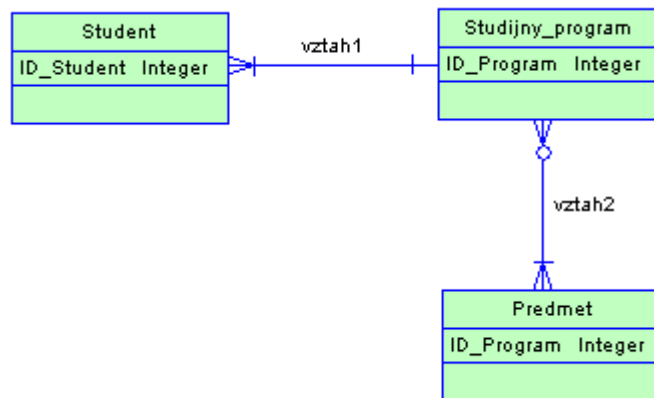 Student
ID_Student Integer
vztah1
Studijny_program
ID_Program Integer
vztah2
Predmet
ID_Program Integer